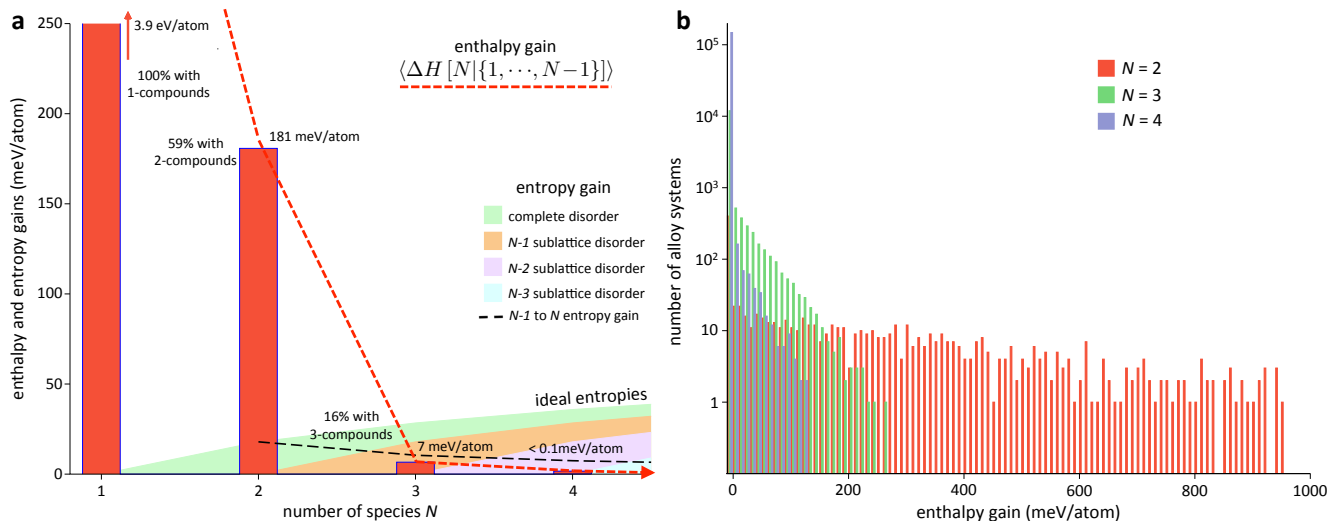 a
250
200
150
100
50
0
enthalpy and entropy gains (meV/atom)
3.9 eV/atom
100% with
1-compounds
59% with
2-compounds
181 meV/atom
enthalpy gain
⟨ΔH [N|{1, ⋯, N−1}]⟩
entropy gain
complete disorder
N-1 sublattice disorder
N-2 sublattice disorder
N-3 sublattice disorder
N-1 to N entropy gain
ideal entropies
16% with
3-compounds
7 meV/atom
< 0.1meV/atom
1
2
3
4
number of species N
b
10⁵
10⁴
10³
10²
10
1
number of alloy systems
N = 2
N = 3
N = 4
0
200
400
600
800
1000
enthalpy gain (meV/atom)